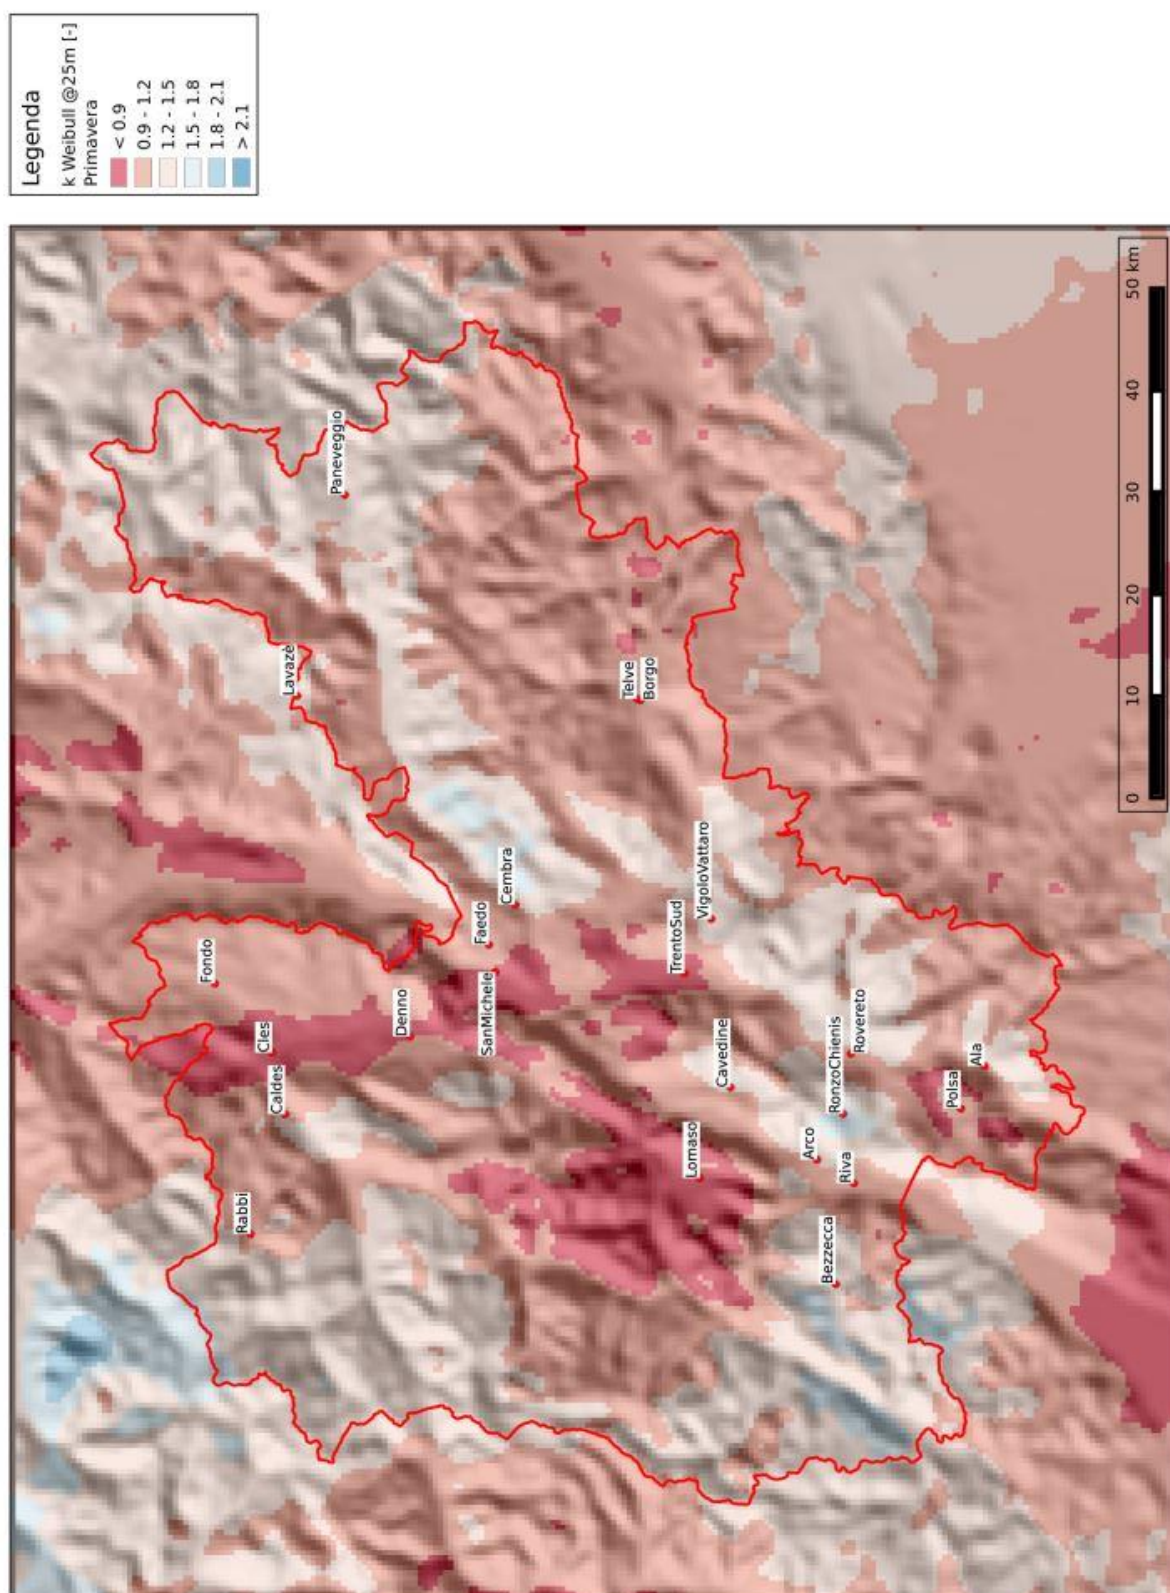 Legenda
k Weibull @25m [-]
Primavera
< 0.9
0.9 - 1.2
1.2 - 1.5
1.5 - 1.8
1.8 - 2.1
> 2.1
Rabbi
Caldes
Cles
Fondo
Lavazè
Paneveggio
Denno
SanMichele
Faedo
Cembra
Telve
Borgo
Lomaso
Cavedine
TrentoSud
VigoloVattaro
Bezzecca
Riva
Arco
RonzoChienis
Rovereto
Polsa
Ala
0
10
20
30
40
50 km